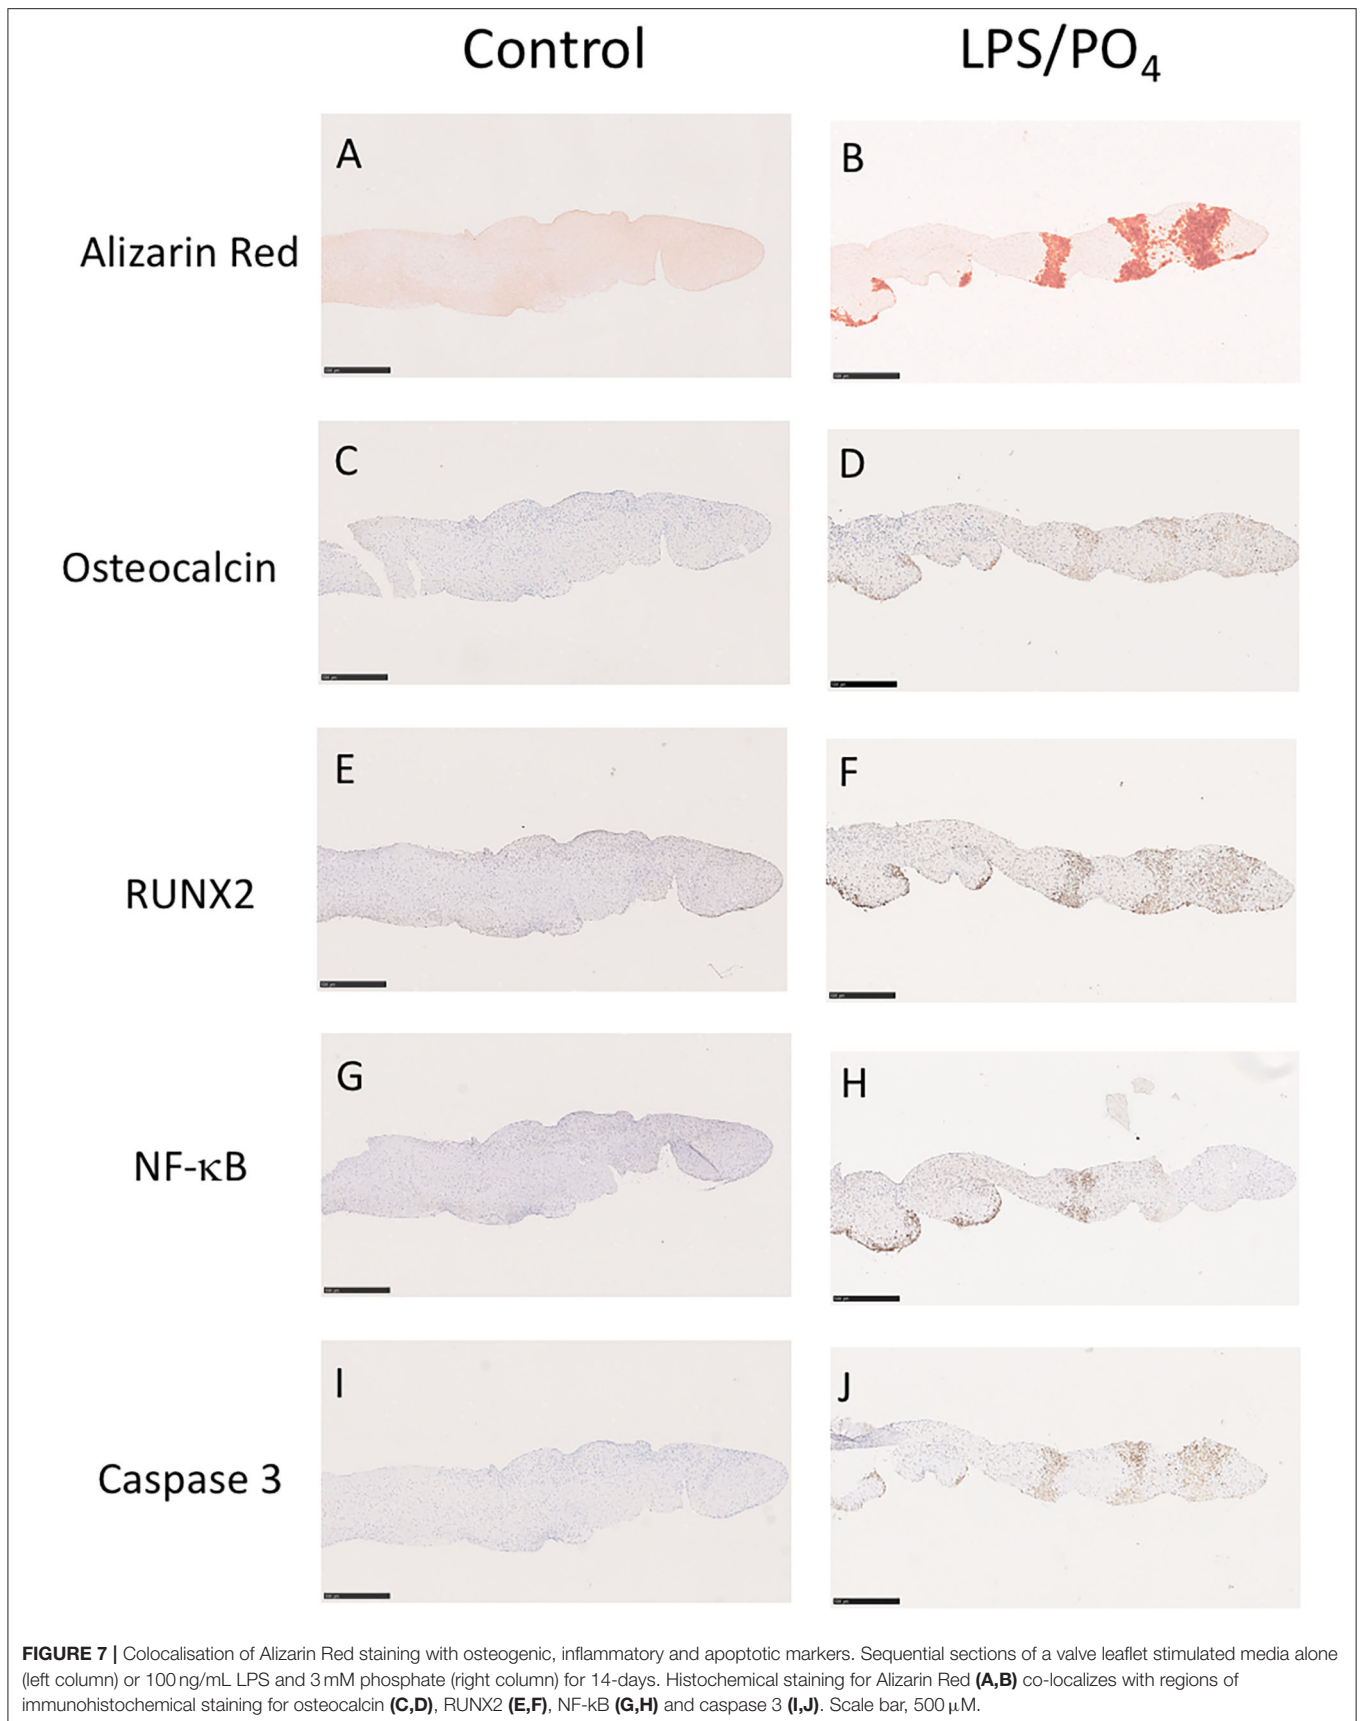 Control LPS/PO₄
A
B
Alizarin Red
C
D
Osteocalcin
E
F
RUNX2
G
H
NF-κB
I
J
Caspase 3
FIGURE 7 | Colocalisation of Alizarin Red staining with osteogenic, inflammatory and apoptotic markers. Sequential sections of a valve leaflet stimulated media alone
(left column) or 100 ng/mL LPS and 3 mM phosphate (right column) for 14-days. Histochemical staining for Alizarin Red (A,B) co-localizes with regions of
immunohistochemical staining for osteocalcin (C,D), RUNX2 (E,F), NF-kB (G,H) and caspase 3 (I,J). Scale bar, 500 μM.